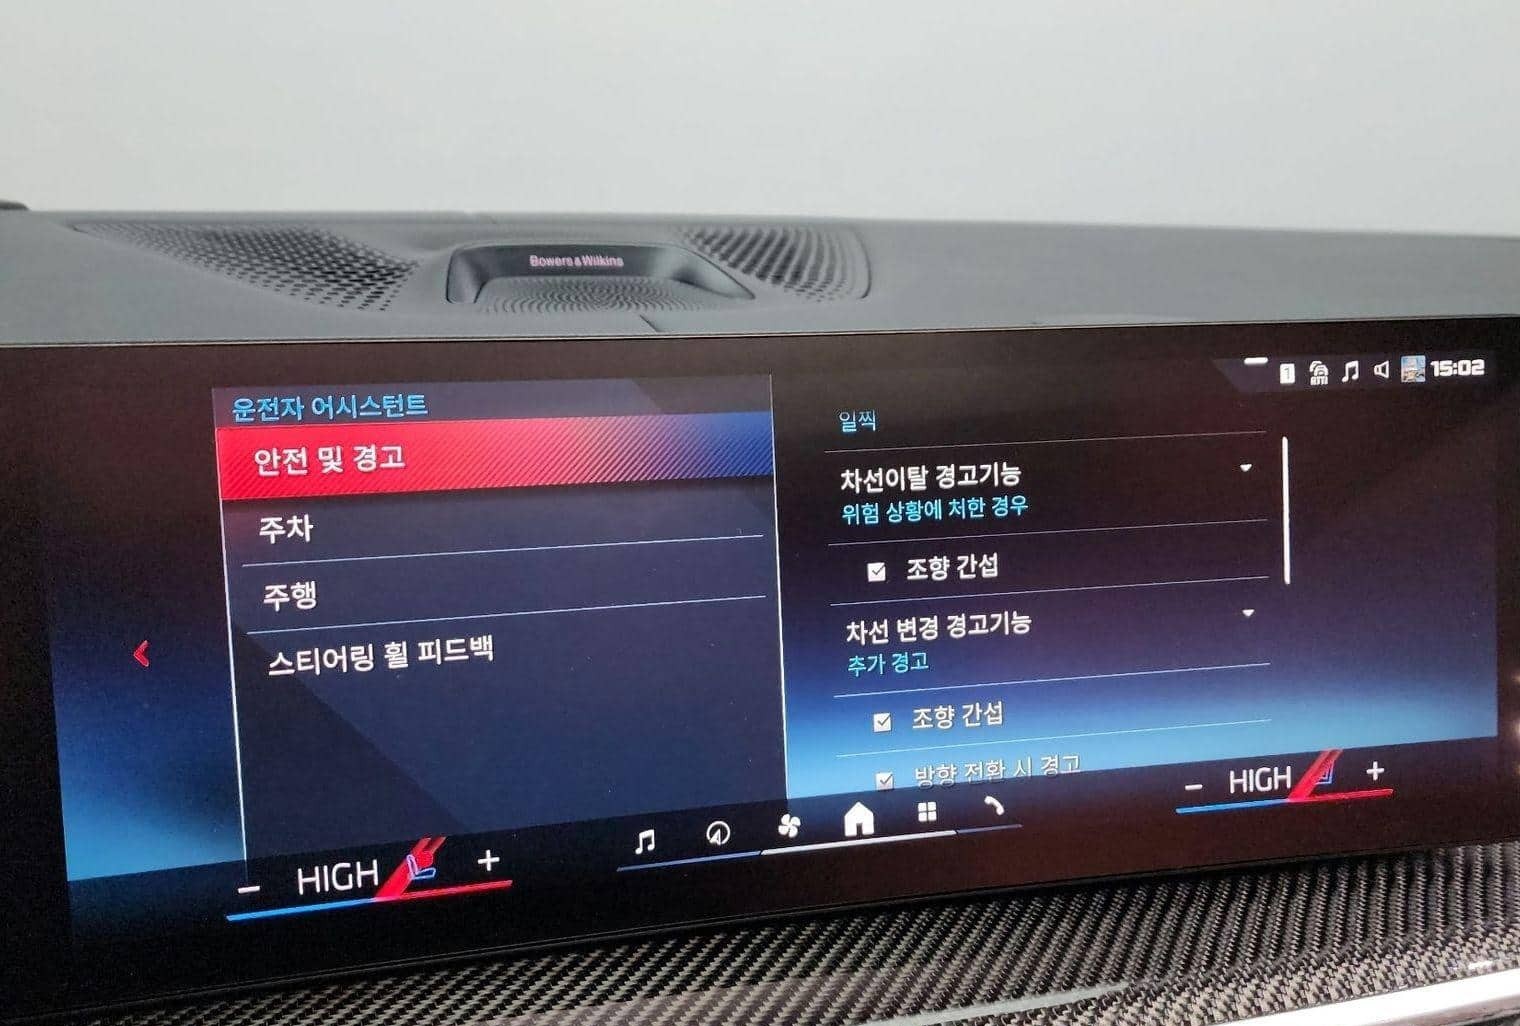 Bowers & Wilkins
1
15:02
운전자 어시스턴트
안전 및 경고
주차
주행
스티어링 휠 피드백
일찍
차선이탈 경고기능
위험 상황에 처한 경우
조향 간섭
차선 변경 경고기능
추가 경고
조향 간섭
방향 전환 시 경고
- HIGH +
- HIGH +